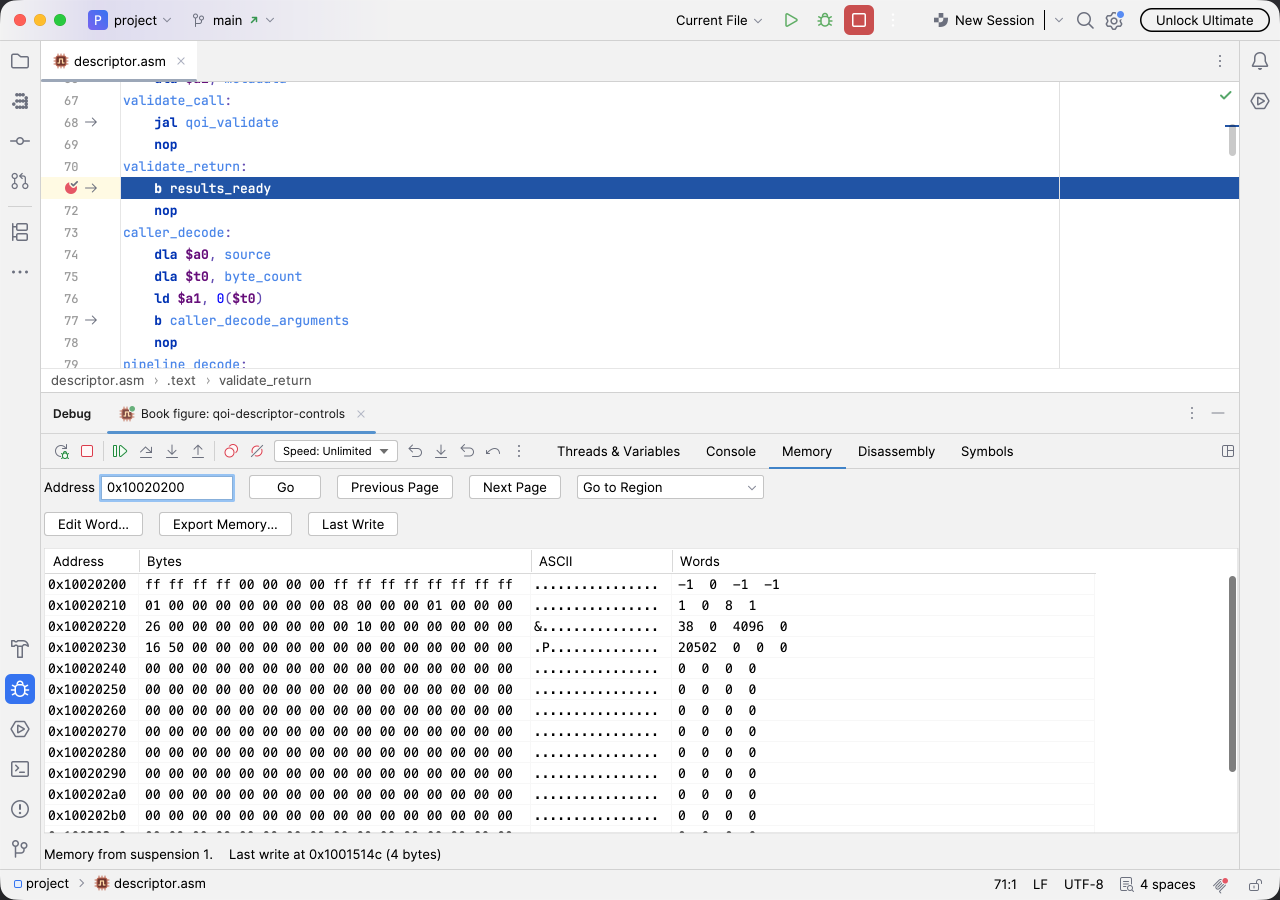 P project main Current File New Session Unlock Ultimate
descriptor.asm
67 validate_call:
68 jal qoi_validate
69 nop
70 validate_return:
b results_ready
72 nop
73 caller_decode:
74 dla $a0, source
75 dla $t0, byte_count
76 ld $a1, 0($t0)
77 b caller_decode_arguments
78 nop
79 pipeline_decode:
descriptor.asm › .text › validate_return
Debug Book figure: qoi-descriptor-controls
Speed: Unlimited Threads & Variables Console Memory Disassembly Symbols
Address 0x10020200 Go Previous Page Next Page Go to Region
Edit Word... Export Memory... Last Write
Address Bytes ASCII Words
0x10020200 ff ff ff ff 00 00 00 00 ff ff ff ff ff ff ff ff ................ -1 0 -1 -1
0x10020210 01 00 00 00 00 00 00 00 08 00 00 00 01 00 00 00 ................ 1 0 8 1
0x10020220 26 00 00 00 00 00 00 00 00 10 00 00 00 00 00 00 &............... 38 0 4096 0
0x10020230 16 50 00 00 00 00 00 00 00 00 00 00 00 00 00 00 .P.............. 20502 0 0 0
0x10020240 00 00 00 00 00 00 00 00 00 00 00 00 00 00 00 00 ................ 0 0 0 0
0x10020250 00 00 00 00 00 00 00 00 00 00 00 00 00 00 00 00 ................ 0 0 0 0
0x10020260 00 00 00 00 00 00 00 00 00 00 00 00 00 00 00 00 ................ 0 0 0 0
0x10020270 00 00 00 00 00 00 00 00 00 00 00 00 00 00 00 00 ................ 0 0 0 0
0x10020280 00 00 00 00 00 00 00 00 00 00 00 00 00 00 00 00 ................ 0 0 0 0
0x10020290 00 00 00 00 00 00 00 00 00 00 00 00 00 00 00 00 ................ 0 0 0 0
0x100202a0 00 00 00 00 00 00 00 00 00 00 00 00 00 00 00 00 ................ 0 0 0 0
0x100202b0 00 00 00 00 00 00 00 00 00 00 00 00 00 00 00 00 ................ 0 0 0 0
Memory from suspension 1. Last write at 0x1001514c (4 bytes)
project › descriptor.asm 71:1 LF UTF-8 4 spaces